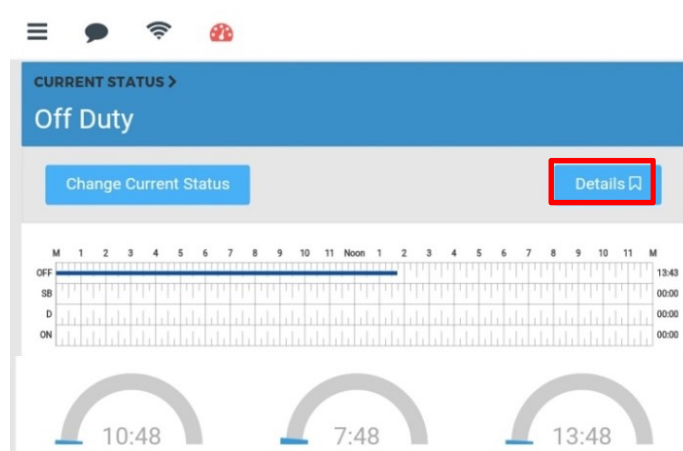 CURRENT STATUS >
Off Duty
Change Current Status
Details
M 1 2 3 4 5 6 7 8 9 10 11 Noon 1 2 3 4 5 6 7 8 9 10 11 M
OFF 13:43
SB 00:00
D 00:00
ON 00:00
10:48 7:48 13:48